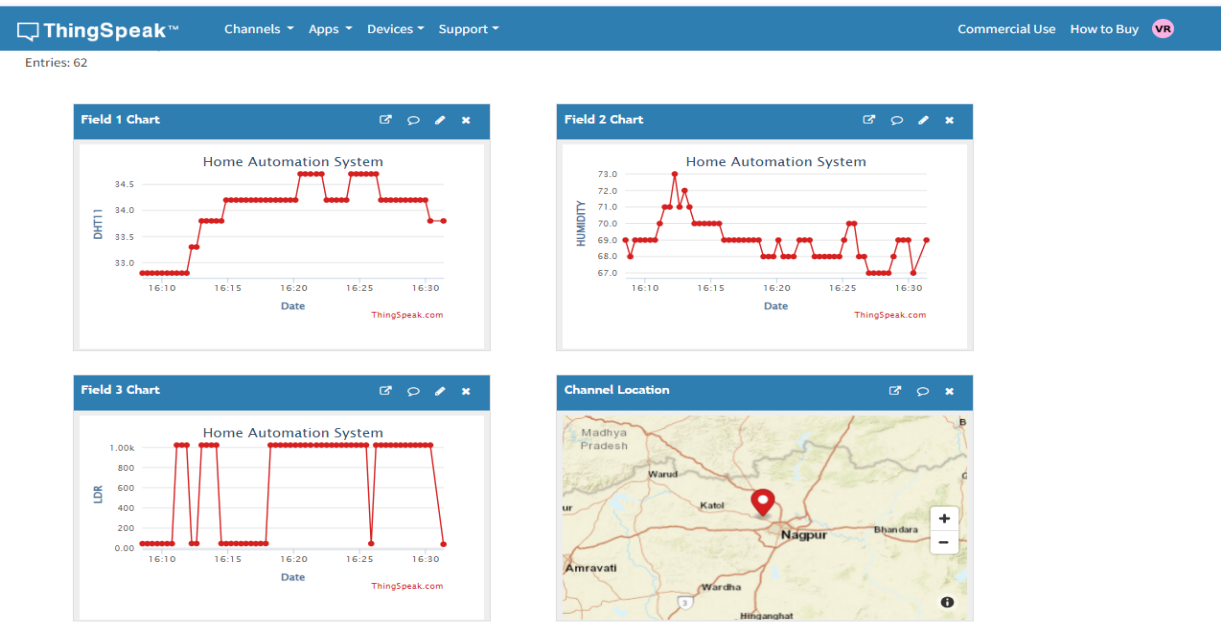 ThingSpeak™
Channels Apps Devices Support
Commercial Use How to Buy VR
Entries: 62
Field 1 Chart
Home Automation System
DHT11
34.5
34.0
33.5
33.0
16:10 16:15 16:20 16:25 16:30
Date
ThingSpeak.com
Field 2 Chart
Home Automation System
HUMIDITY
73.0
72.0
71.0
70.0
69.0
68.0
67.0
16:10 16:15 16:20 16:25 16:30
Date
ThingSpeak.com
Field 3 Chart
Home Automation System
LDR
1.00k
800
600
400
200
0.00
16:10 16:15 16:20 16:25 16:30
Date
ThingSpeak.com
Channel Location
Madhya
Pradesh
B
Warud
ur
Katol
+
Nagpur
Bhandara
−
Amravati
Wardha
3
Hinganghat